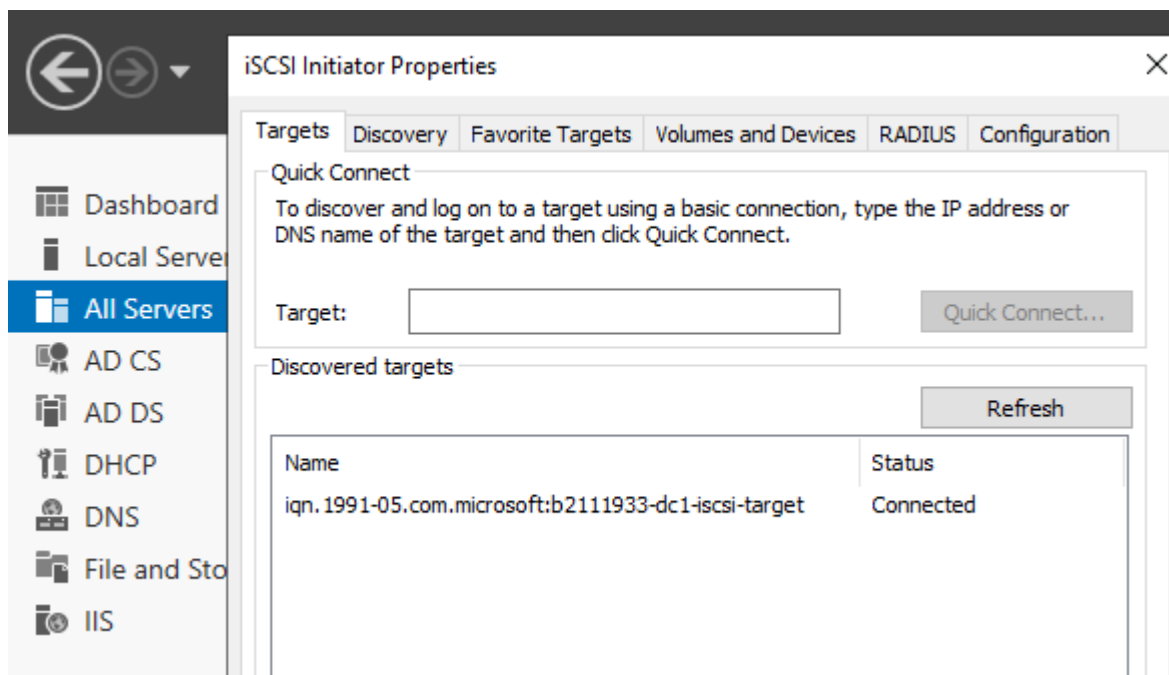 iSCSI Initiator Properties
Targets Discovery Favorite Targets Volumes and Devices RADIUS Configuration
Quick Connect
To discover and log on to a target using a basic connection, type the IP address or
DNS name of the target and then click Quick Connect.
Target: Quick Connect...
Discovered targets
Refresh
Name Status
iqn.1991-05.com.microsoft:b2111933-dc1-iscsi-target Connected
Dashboard
Local Server
All Servers
AD CS
AD DS
DHCP
DNS
File and Sto
IIS